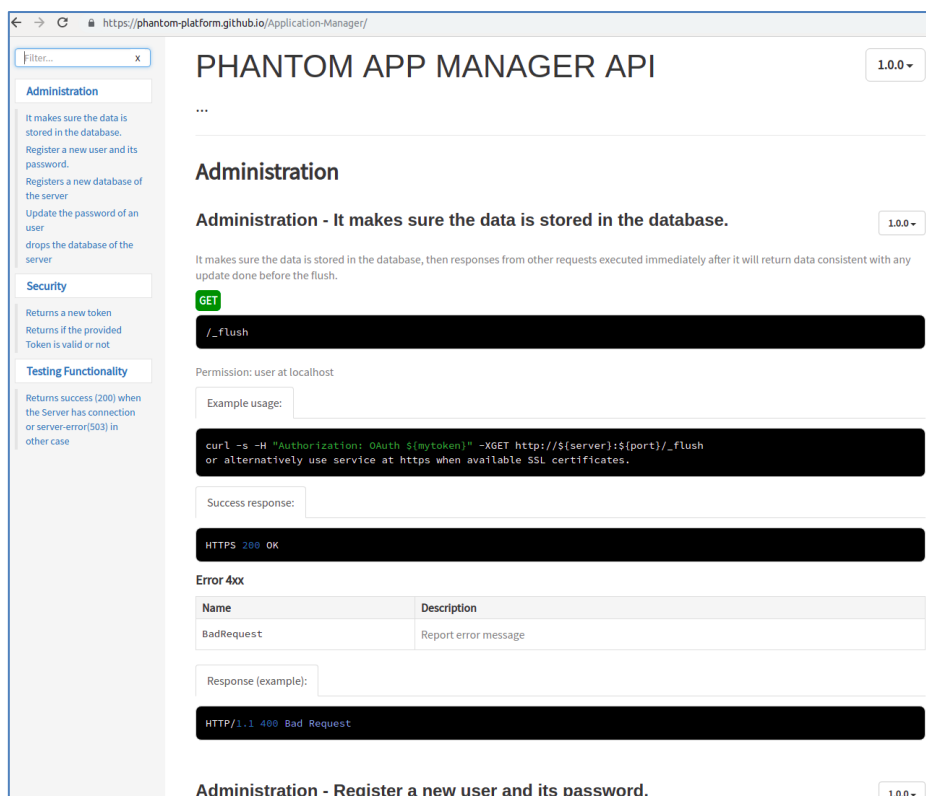 https://phantom-platform.github.io/Application-Manager/
Filter...
x
Administration
It makes sure the data is
stored in the database.
Register a new user and its
password.
Registers a new database of
the server
Update the password of an
user
drops the database of the
server
Security
Returns a new token
Returns if the provided
Token is valid or not
Testing Functionality
Returns success (200) when
the Server has connection
or server-error(503) in
other case
PHANTOM APP MANAGER API
1.0.0
...
Administration
Administration - It makes sure the data is stored in the database.
1.0.0
It makes sure the data is stored in the database, then responses from other requests executed immediately after it will return data consistent with any
update done before the flush.
GET
/_flush
Permission: user at localhost
Example usage:
curl -s -H "Authorization: OAuth ${mytoken}" -XGET http://${server}:${port}/_flush
or alternatively use service at https when available SSL certificates.
Success response:
HTTPS 200 OK
Error 4xx
Name Description
BadRequest Report error message
Response (example):
HTTP/1.1 400 Bad Request
Administration - Register a new user and its password.
1.0.0